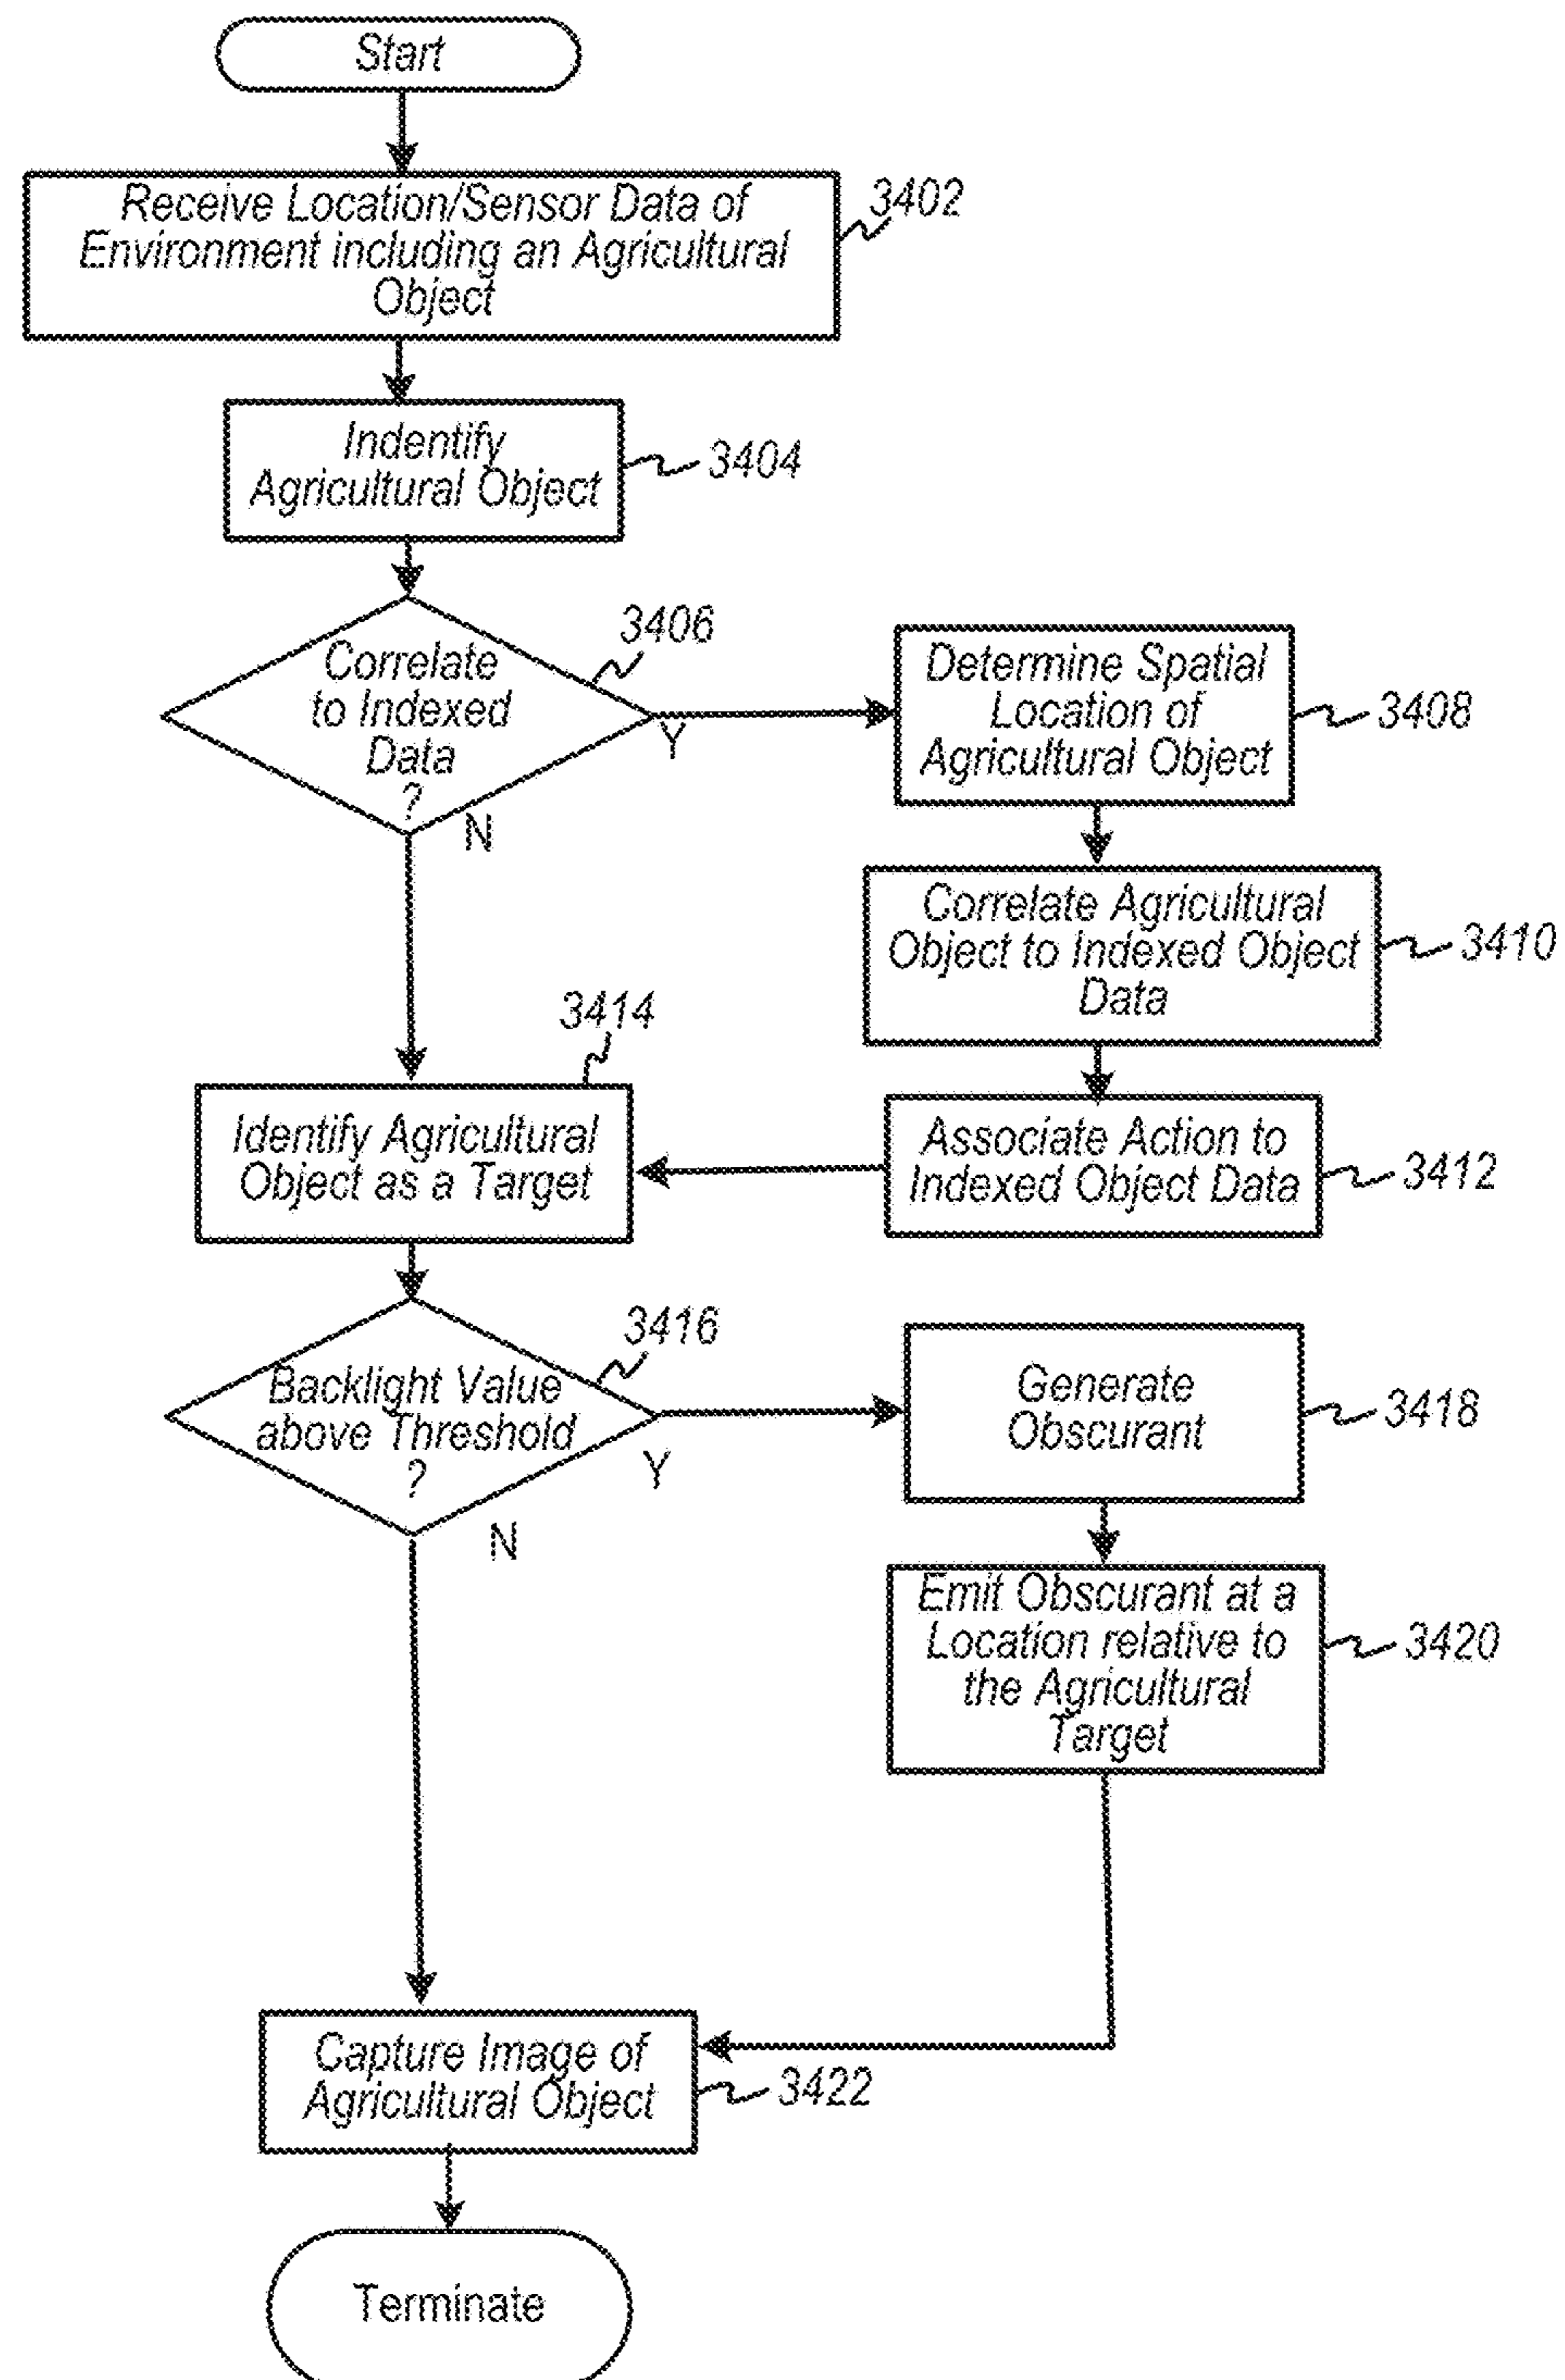 Start
Receive Location/Sensor Data of
Environment including an Agricultural
Object
3402
Indentify
Agricultural Object
3404
Correlate
to Indexed
Data
?
3406
Y
N
Determine Spatial
Location of
Agricultural Object
3408
Correlate Agricultural
Object to Indexed Object
Data
3410
Associate Action to
Indexed Object Data
3412
3414
Identify Agricultural
Object as a Target
3416
Backlight Value
above Threshold
?
Y
N
Generate
Obscurant
3418
Emit Obscurant at a
Location relative to
the Agricultural
Target
3420
Capture Image of
Agricultural Object
3422
Terminate